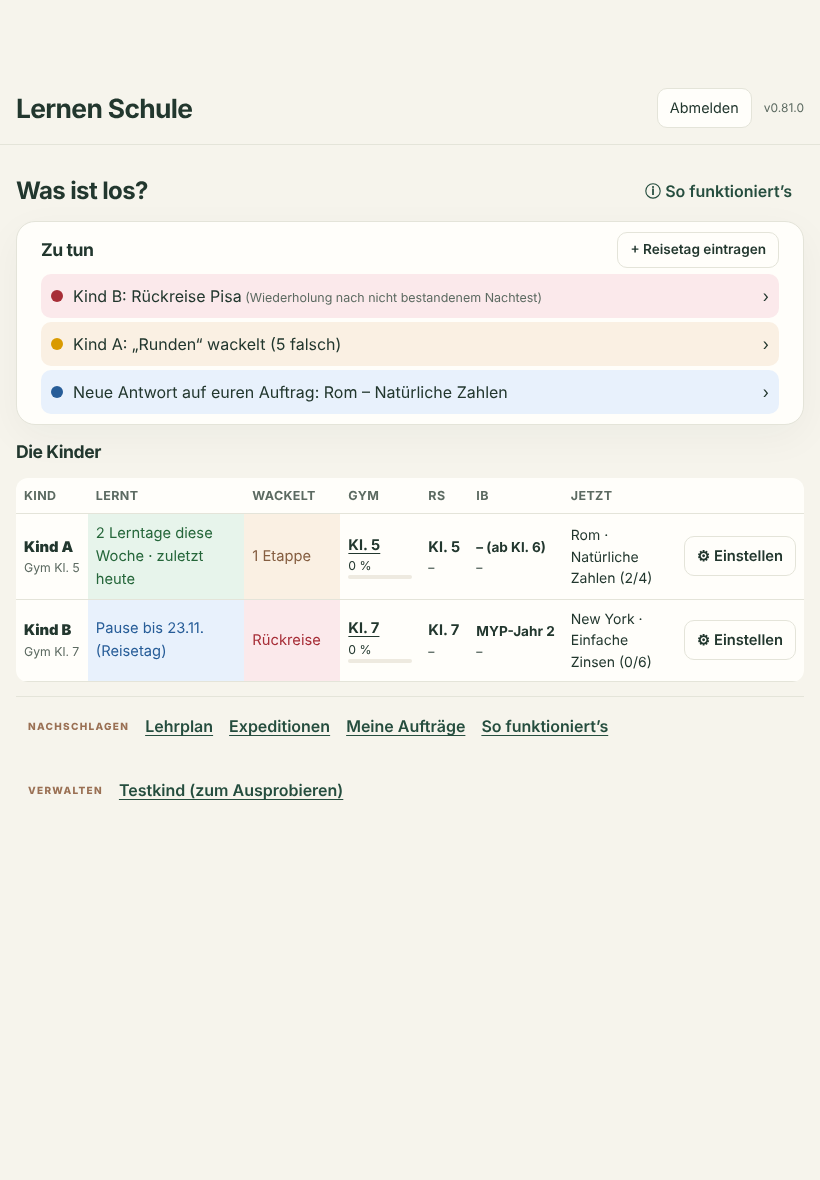 Lernen Schule
Abmelden
v0.81.0
Was ist los?
ⓘ So funktioniert’s
Zu tun
+ Reisetag eintragen
Kind B: Rückreise Pisa (Wiederholung nach nicht bestandenem Nachtest) ›
Kind A: „Runden“ wackelt (5 falsch) ›
Neue Antwort auf euren Auftrag: Rom – Natürliche Zahlen ›
Die Kinder
KIND LERNT WACKELT GYM RS IB JETZT
Kind A
Gym Kl. 5
2 Lerntage diese
Woche · zuletzt
heute
1 Etappe
Kl. 5
0 %
Kl. 5
–
– (ab Kl. 6)
–
Rom ·
Natürliche
Zahlen (2/4)
⚙ Einstellen
Kind B
Gym Kl. 7
Pause bis 23.11.
(Reisetag)
Rückreise
Kl. 7
0 %
Kl. 7
–
MYP-Jahr 2
–
New York ·
Einfache
Zinsen (0/6)
⚙ Einstellen
NACHSCHLAGEN Lehrplan Expeditionen Meine Aufträge So funktioniert’s
VERWALTEN Testkind (zum Ausprobieren)